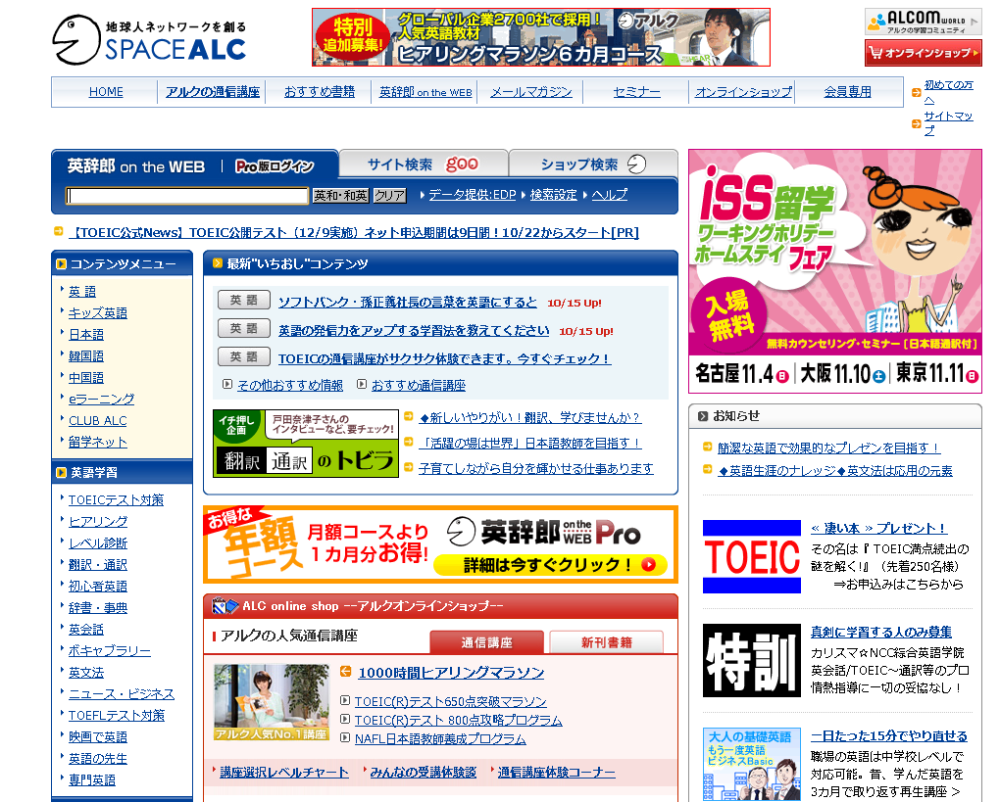 地球人ネットワークを創る
SPACEALC
特別
追加募集!
グローバル企業2700社で採用!
人気英語教材
ヒアリングマラソン6カ月コース
アルク
ALCOM WORLD
アルクの学習コミュニティ
オンラインショップ
HOME
アルクの通信講座
おすすめ書籍
英辞郎 on the WEB
メールマガジン
セミナー
オンラインショップ
会員専用
初めての方
へ
サイトマッ
プ
英辞郎 on the WEB
Pro版ログイン
サイト検索 goo
ショップ検索
英和・和英
クリア
データ提供:EDP
検索設定
ヘルプ
【TOEIC公式News】TOEIC公開テスト(12/9実施)ネット申込期間は9日間!10/22からスタート[PR]
コンテンツメニュー
英 語
キッズ英語
日本語
韓国語
中国語
eラーニング
CLUB ALC
留学ネット
英語学習
TOEICテスト対策
ヒアリング
レベル診断
翻訳・通訳
初心者英語
辞書・事典
英会話
ボキャブラリー
英文法
ニュース・ビジネス
TOEFLテスト対策
映画で英語
英語の先生
専門英語
最新"いちおし"コンテンツ
英 語
ソフトバンク・孫正義社長の言葉を英語にすると 10/15 Up!
英 語
英語の発信力をアップする学習法を教えてください 10/15 Up!
英 語
TOEICの通信講座がサクサク体験できます。今すぐチェック!
その他おすすめ情報
おすすめ通信講座
イチ押し
企画
戸田奈津子さんの
インタビューなど、要チェック!
翻訳 通訳 のトビラ
◆新しいやりがい!翻訳、学びませんか?
「活躍の場は世界」日本語教師を目指す!
子育てしながら自分を輝かせる仕事あります
お得な
年額
コース
月額コースより
1カ月分お得!
英辞郎 on the WEB Pro
詳細は今すぐクリック!
ALC online shop --アルクオンラインショップ--
アルクの人気通信講座
通信講座
新刊書籍
アルク人気No.1講座
1000時間ヒアリングマラソン
TOEIC(R)テスト650点突破マラソン
TOEIC(R)テスト 800点攻略プログラム
NAFL日本語教師養成プログラム
講座選択レベルチャート
みんなの受講体験談
通信講座体験コーナー
iSS留学
ワーキングホリデー
ホームステイ
フェア
入場
無料
無料カウンセリング・セミナー[日本語通訳付]
名古屋11.4日 大阪11.10土 東京11.11日
お知らせ
簡潔な英語で効果的なプレゼンを目指す!
◆英語生涯のナレッジ◆英文法は応用の元素
TOEIC
« 凄い本 » プレゼント!
その名は『 TOEIC満点続出の
謎を解く!』(先着250名様)
⇒お申込みはこちらから
特訓
真剣に学習する人のみ募集
カリスマ☆NCC綜合英語学院
英会話/TOEIC～通訳等のプロ
情熱指導に一切の妥協なし!
大人の基礎英語
もう一度英語
ビジネスBasic
一日たった15分でやり直せる
職場の英語は中学校レベルで
対応可能。昔、学んだ英語を
3カ月で取り返す再生講座 >